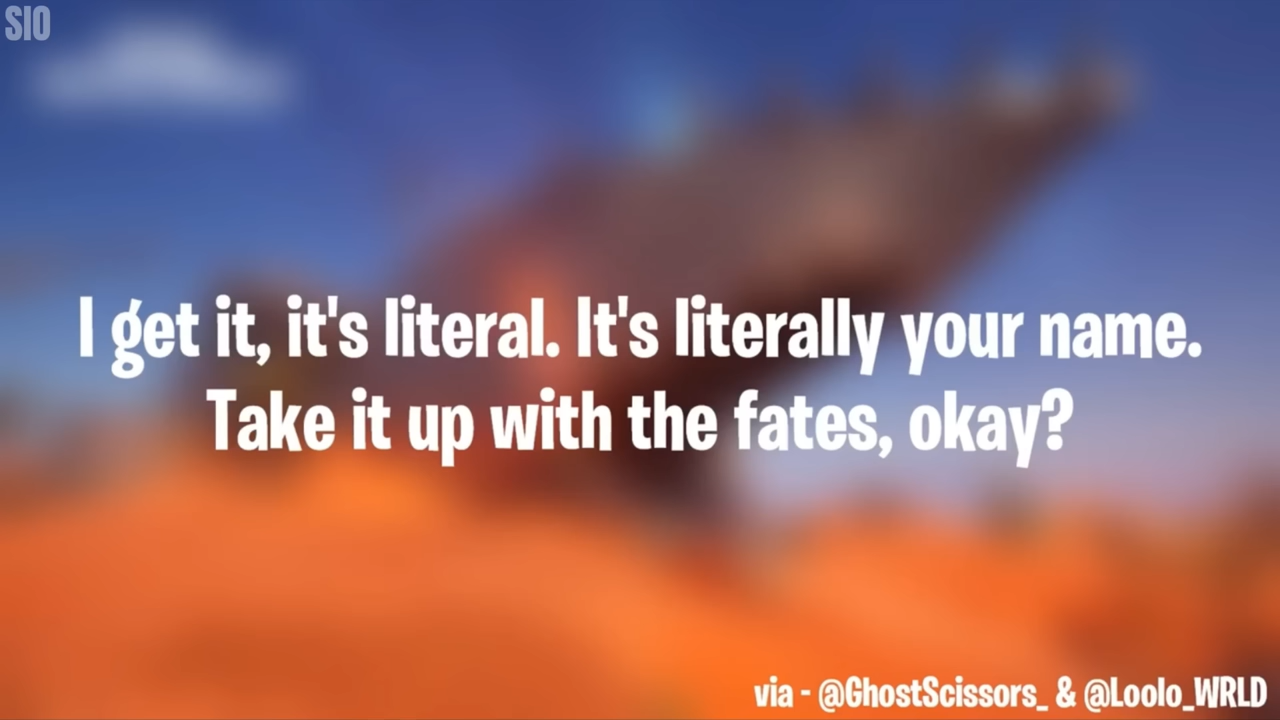 SIO
I get it, it's literal. It's literally your name.
Take it up with the fates, okay?
via - @GhostScissors_ & @Loolo_WRLD